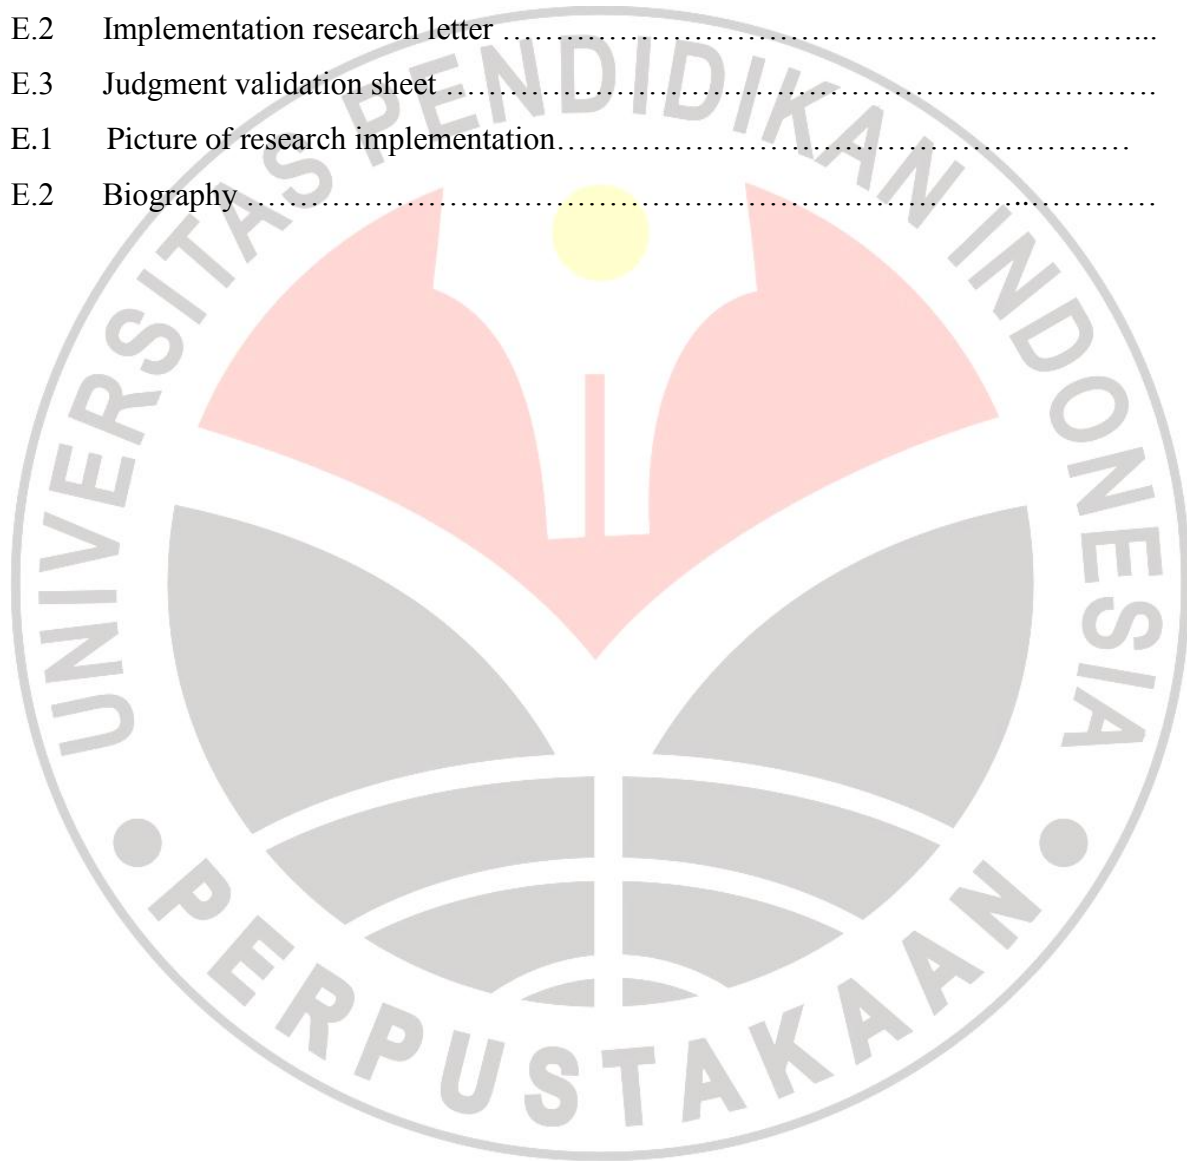 E.2 Implementation research letter ……………………………………………...………...
E.3 Judgment validation sheet ………………………………………………………………….
E.1 Picture of research implementation………………………………………………
E.2 Biography …………………………………………………………………...…………
UNIVERSITAS PENDIDIKAN INDONESIA
PERPUSTAKAAN